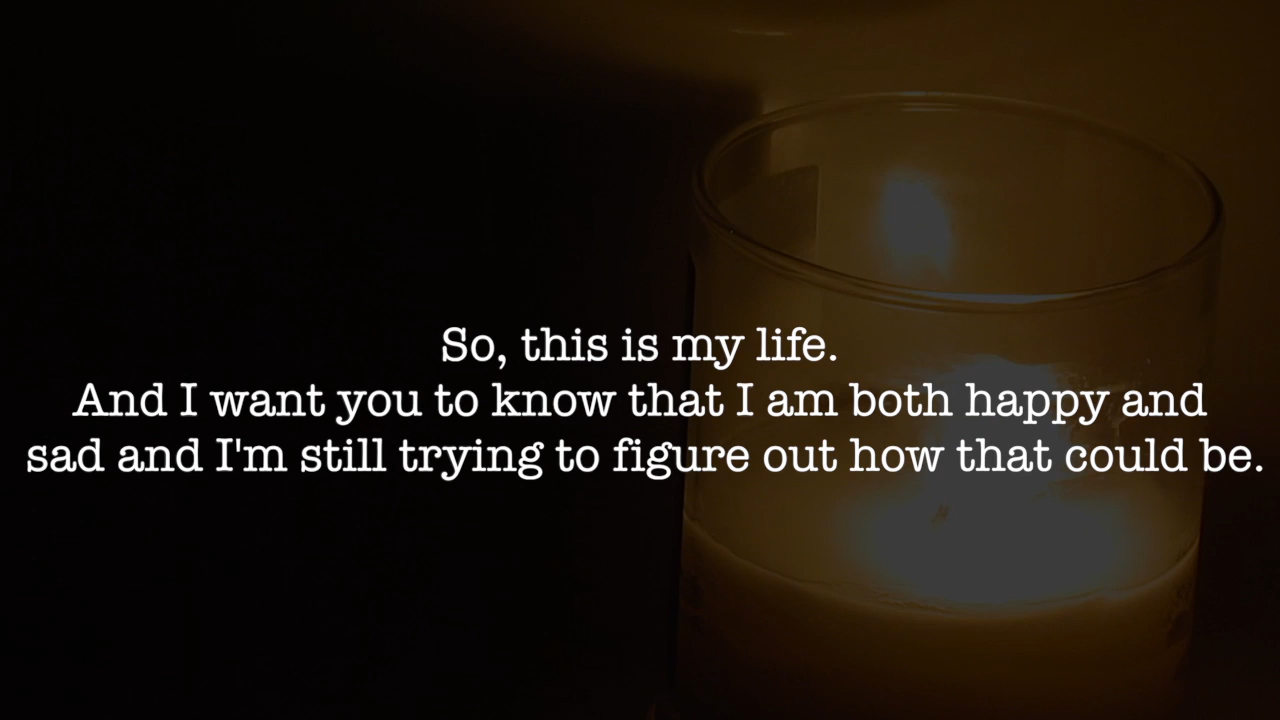 So, this is my life.
And I want you to know that I am both happy and
sad and I'm still trying to figure out how that could be.